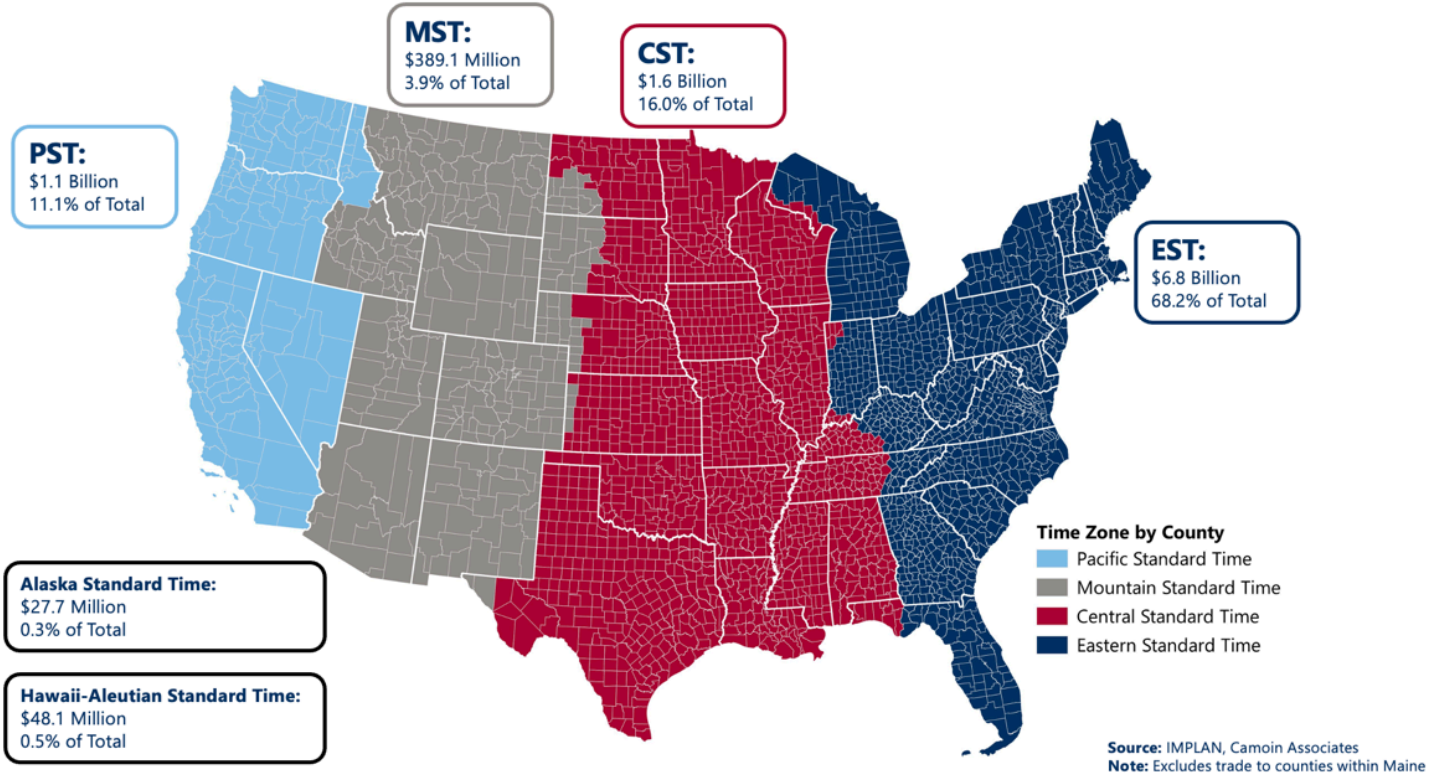 MST:
$389.1 Million
3.9% of Total
CST:
$1.6 Billion
16.0% of Total
PST:
$1.1 Billion
11.1% of Total
EST:
$6.8 Billion
68.2% of Total
Alaska Standard Time:
$27.7 Million
0.3% of Total
Hawaii-Aleutian Standard Time:
$48.1 Million
0.5% of Total
Time Zone by County
Pacific Standard Time
Mountain Standard Time
Central Standard Time
Eastern Standard Time
Source: IMPLAN, Camoin Associates
Note: Excludes trade to counties within Maine